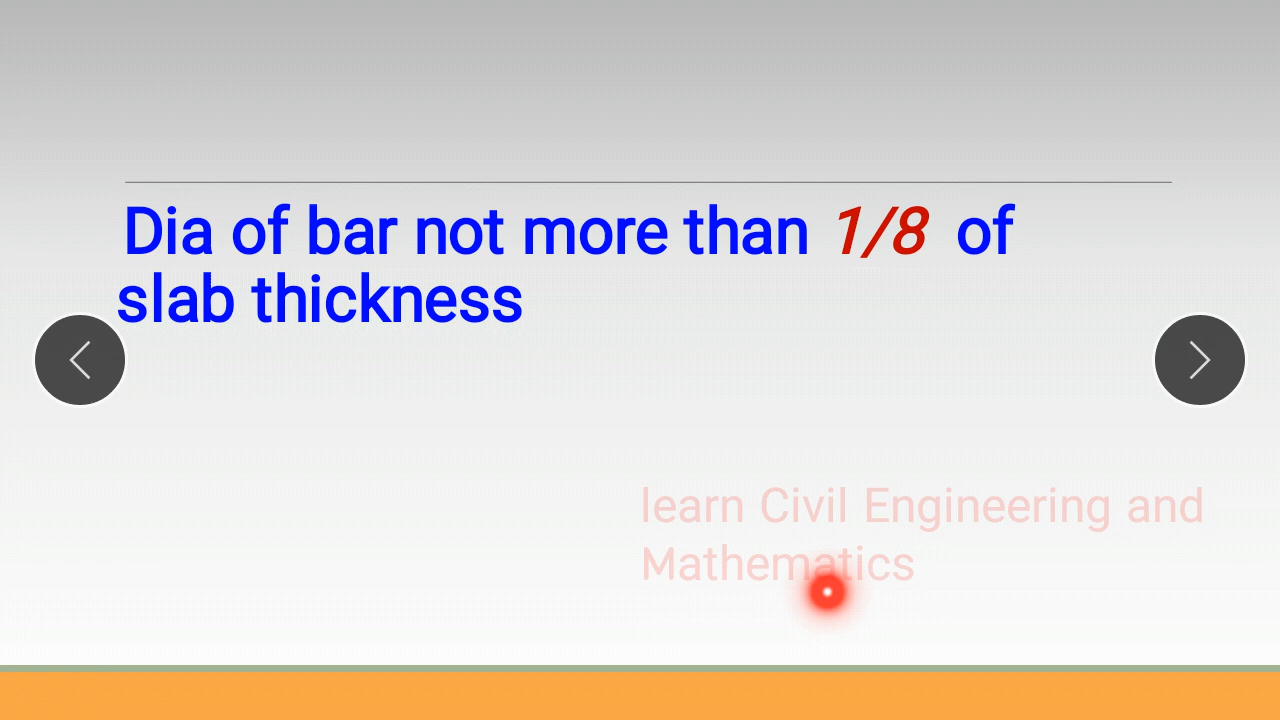 Dia of bar not more than 1/8 of
slab thickness
learn Civil Engineering and
Mathematics